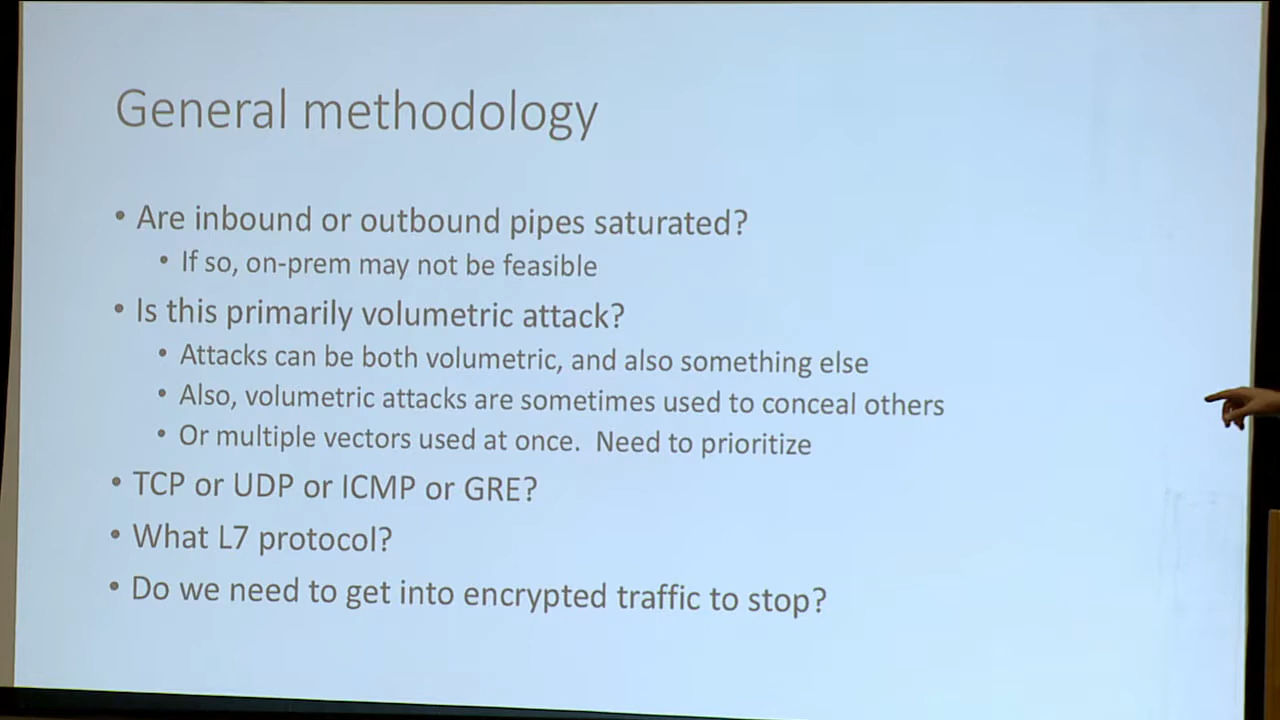 General methodology
• Are inbound or outbound pipes saturated?
• If so, on-prem may not be feasible
• Is this primarily volumetric attack?
• Attacks can be both volumetric, and also something else
• Also, volumetric attacks are sometimes used to conceal others
• Or multiple vectors used at once.  Need to prioritize
• TCP or UDP or ICMP or GRE?
• What L7 protocol?
• Do we need to get into encrypted traffic to stop?